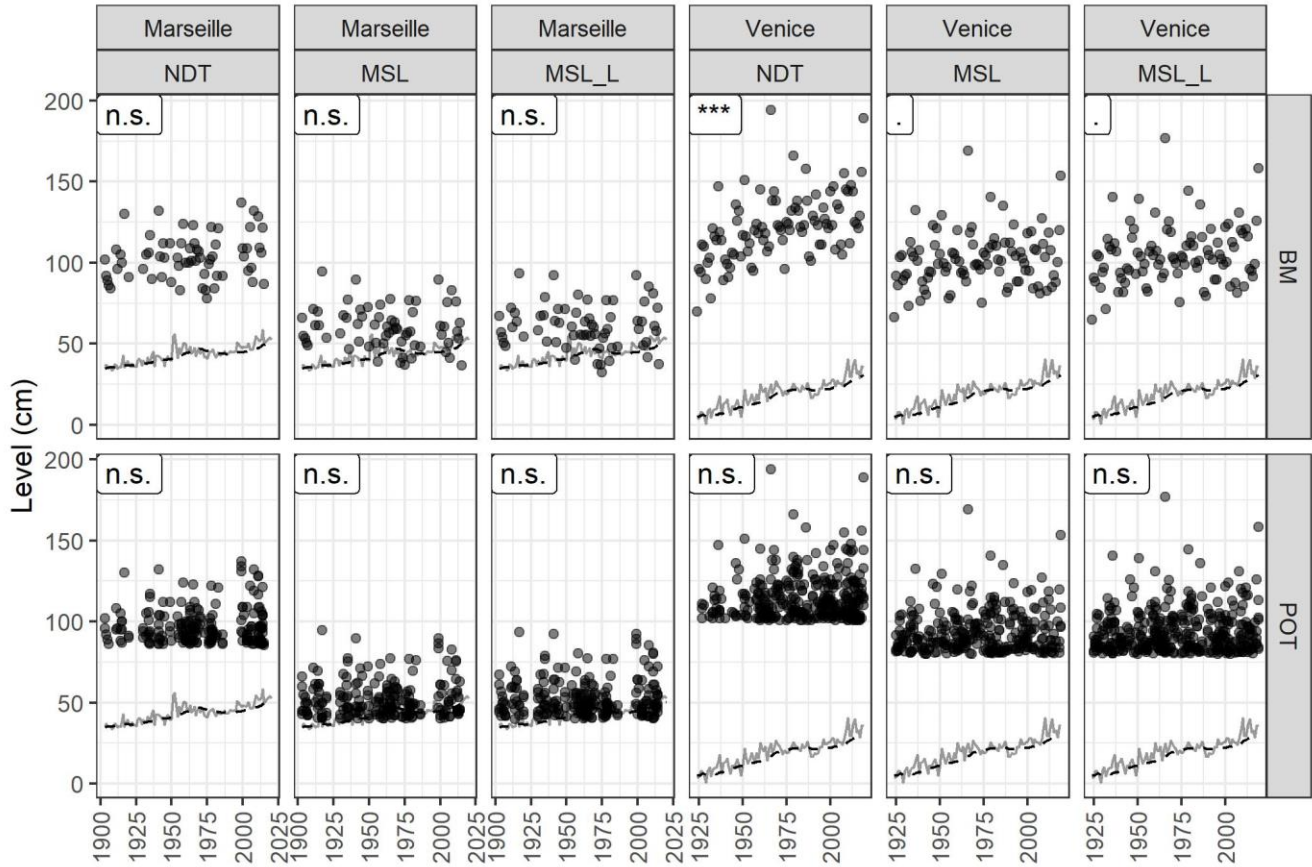 Marseille Marseille Marseille Venice Venice Venice
NDT MSL MSL_L NDT MSL MSL_L
n.s. n.s. n.s. *** . .
200
150
100
50
0
BM
Level (cm)
n.s. n.s. n.s. n.s. n.s. n.s.
200
150
100
50
0
POT
1900 1925 1950 1975 2000 2025 1900 1925 1950 1975 2000 2025 1900 1925 1950 1975 2000 2025 1925 1950 1975 2000 1925 1950 1975 2000 1925 1950 1975 2000